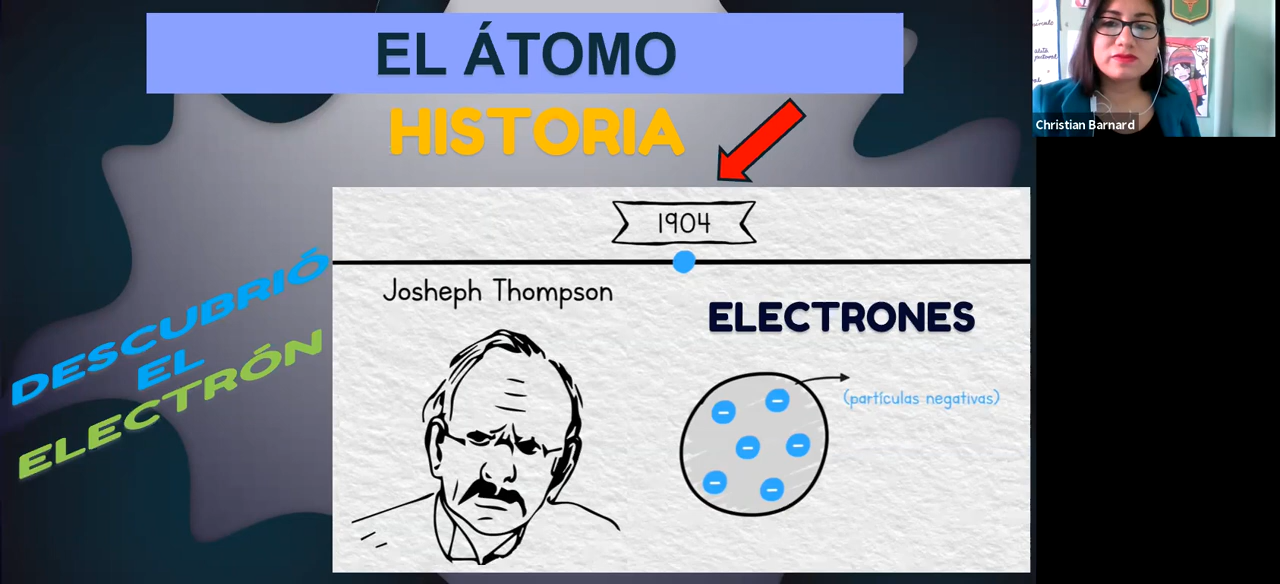 EL ÁTOMO
HISTORIA
1904
Josheph Thompson
ELECTRONES
(partículas negativas)
DESCUBRIÓ
EL
ELECTRÓN
Christian Barnard